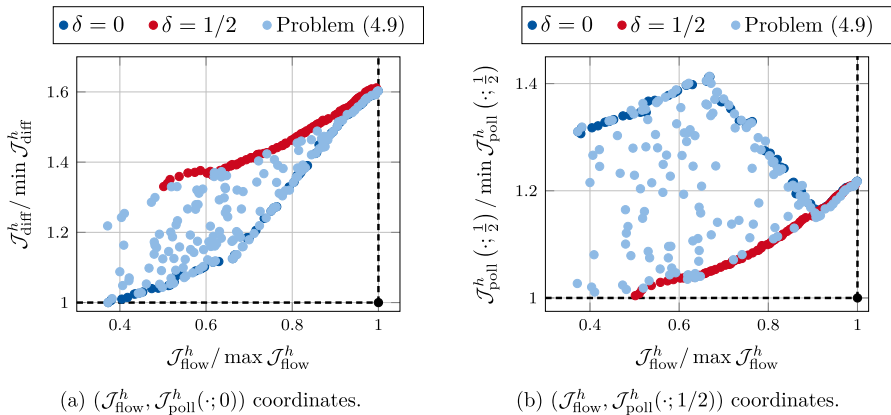 δ = 0 δ = 1/2 Problem (4.9)
𝒥^h_diff / min 𝒥^h_diff
1.6
1.4
1.2
1
0.4 0.6 0.8 1
𝒥^h_flow / max 𝒥^h_flow
(a) (𝒥^h_flow, 𝒥^h_poll(·; 0)) coordinates.
δ = 0 δ = 1/2 Problem (4.9)
𝒥^h_poll (·; 1/2) / min 𝒥^h_poll (·; 1/2)
1.4
1.2
1
0.4 0.6 0.8 1
𝒥^h_flow / max 𝒥^h_flow
(b) (𝒥^h_flow, 𝒥^h_poll(·; 1/2)) coordinates.